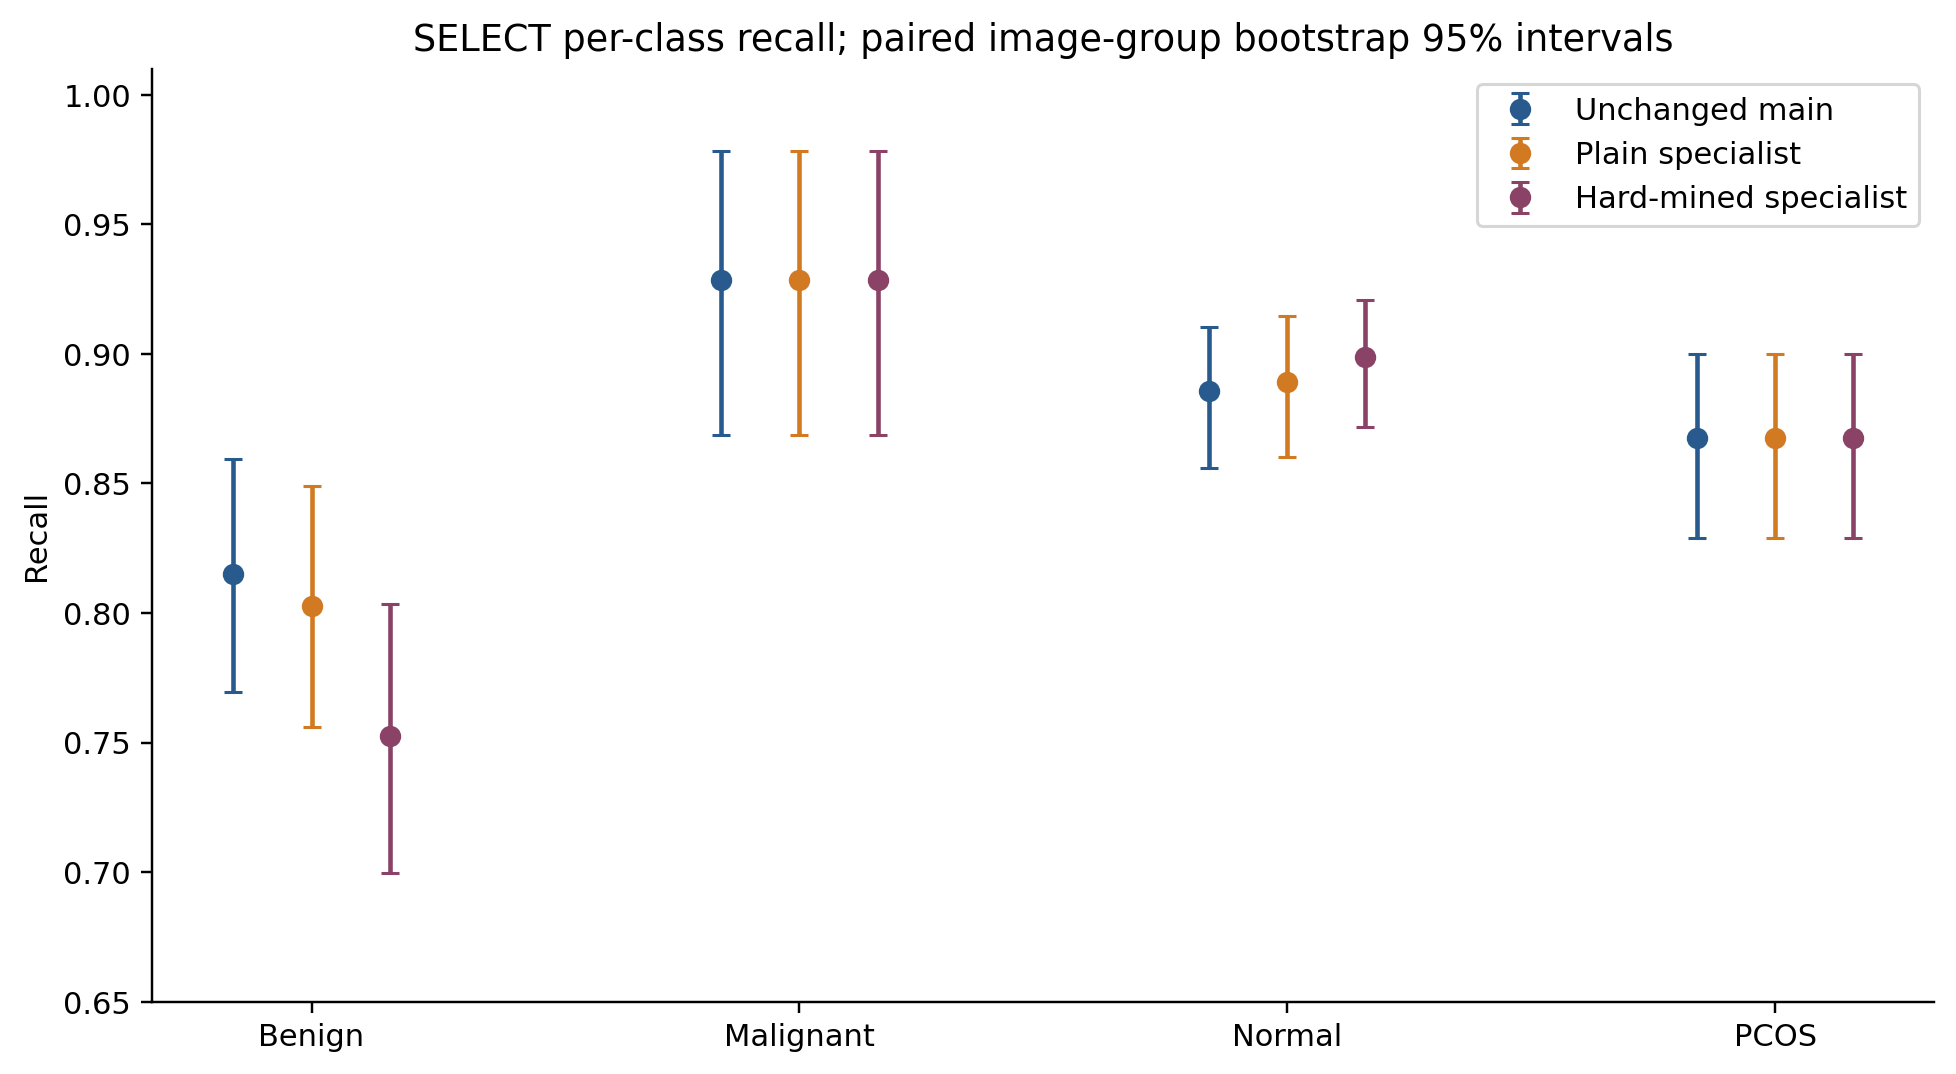 SELECT per-class recall; paired image-group bootstrap 95% intervals
Unchanged main
Plain specialist
Hard-mined specialist
Recall
1.00
0.95
0.90
0.85
0.80
0.75
0.70
0.65
Benign
Malignant
Normal
PCOS